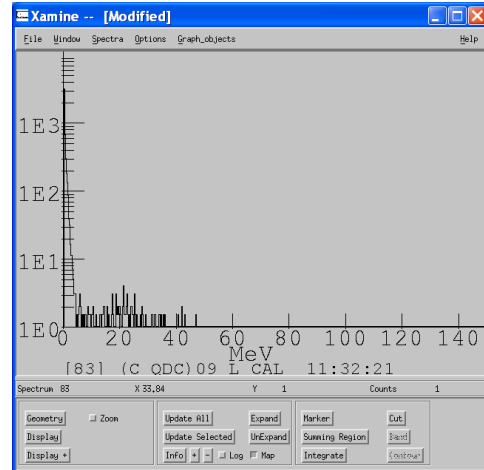 Xamine -- [Modified]
File Window Spectra Options Graph_objects Help
1E3
1E2
1E1
1E0
0 20 40 60 80 100 120 140
MeV
[83] (C QDC)09 L CAL 11:32:21
Spectrum 83 X 33.84 Y 1 Counts 1
Geometry Zoom Update All Expand Marker Cut
Display Update Selected UnExpand Summing Region Band
Display + Info + - Log Map Integrate Contour